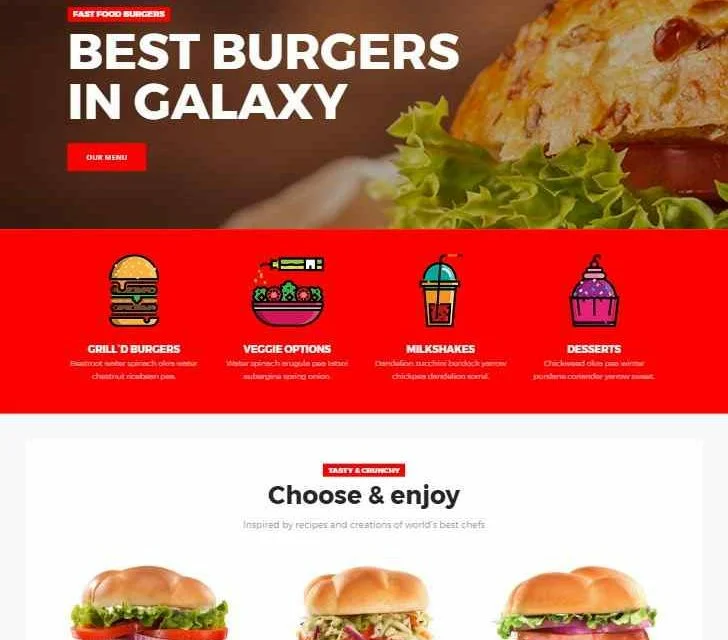 FAST FOOD BURGERS
BEST BURGERS
IN GALAXY
OUR MENU
GRILL'D BURGERS
VEGGIE OPTIONS
MILKSHAKES
DESSERTS
Beetroot water spinach okra water
chestnut ricebean pea.
Water spinach arugula pea tatsoi
aubergine spring onion.
Dandelion zucchini burdock yarrow
chickpea dandelion sorrel.
Chickweed okra pea winter
purslane coriander yarrow sweet.
TASTY & CRUNCHY
Choose & enjoy
Inspired by recipes and creations of world's best chefs